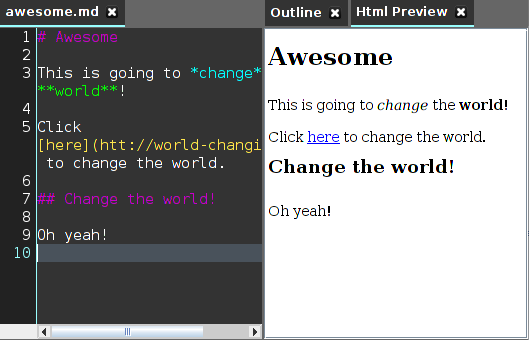 awesome.md
Outline
Html Preview
1 # Awesome
2
3 This is going to *change*
**world**!
4
5 Click
[here](htt://world-changi
to change the world.
6
7 ## Change the world!
8
9 Oh yeah!
10
Awesome
This is going to change the world!
Click here to change the world.
Change the world!
Oh yeah!